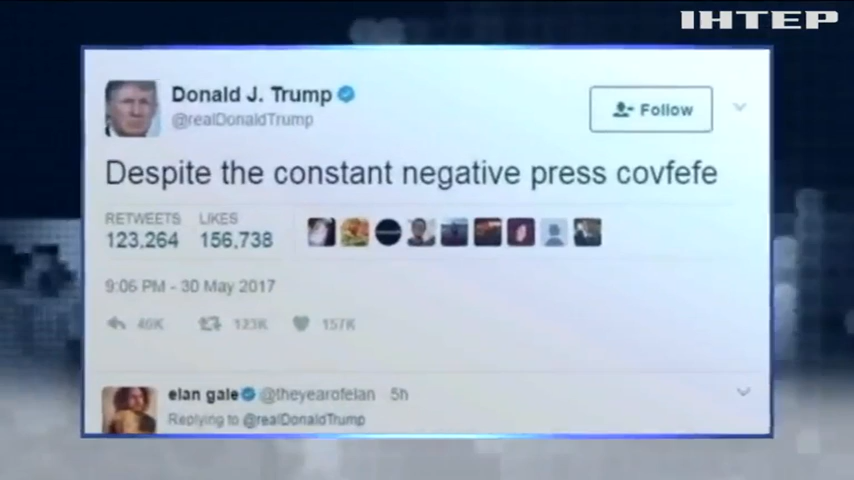 ІНТЕР
Donald J. Trump
@realDonaldTrump
Follow
Despite the constant negative press covfefe
RETWEETS LIKES
123,264 156,738
9:06 PM - 30 May 2017
46K 123K 157K
elan gale @theyearofelan 5h
Replying to @realDonaldTrump